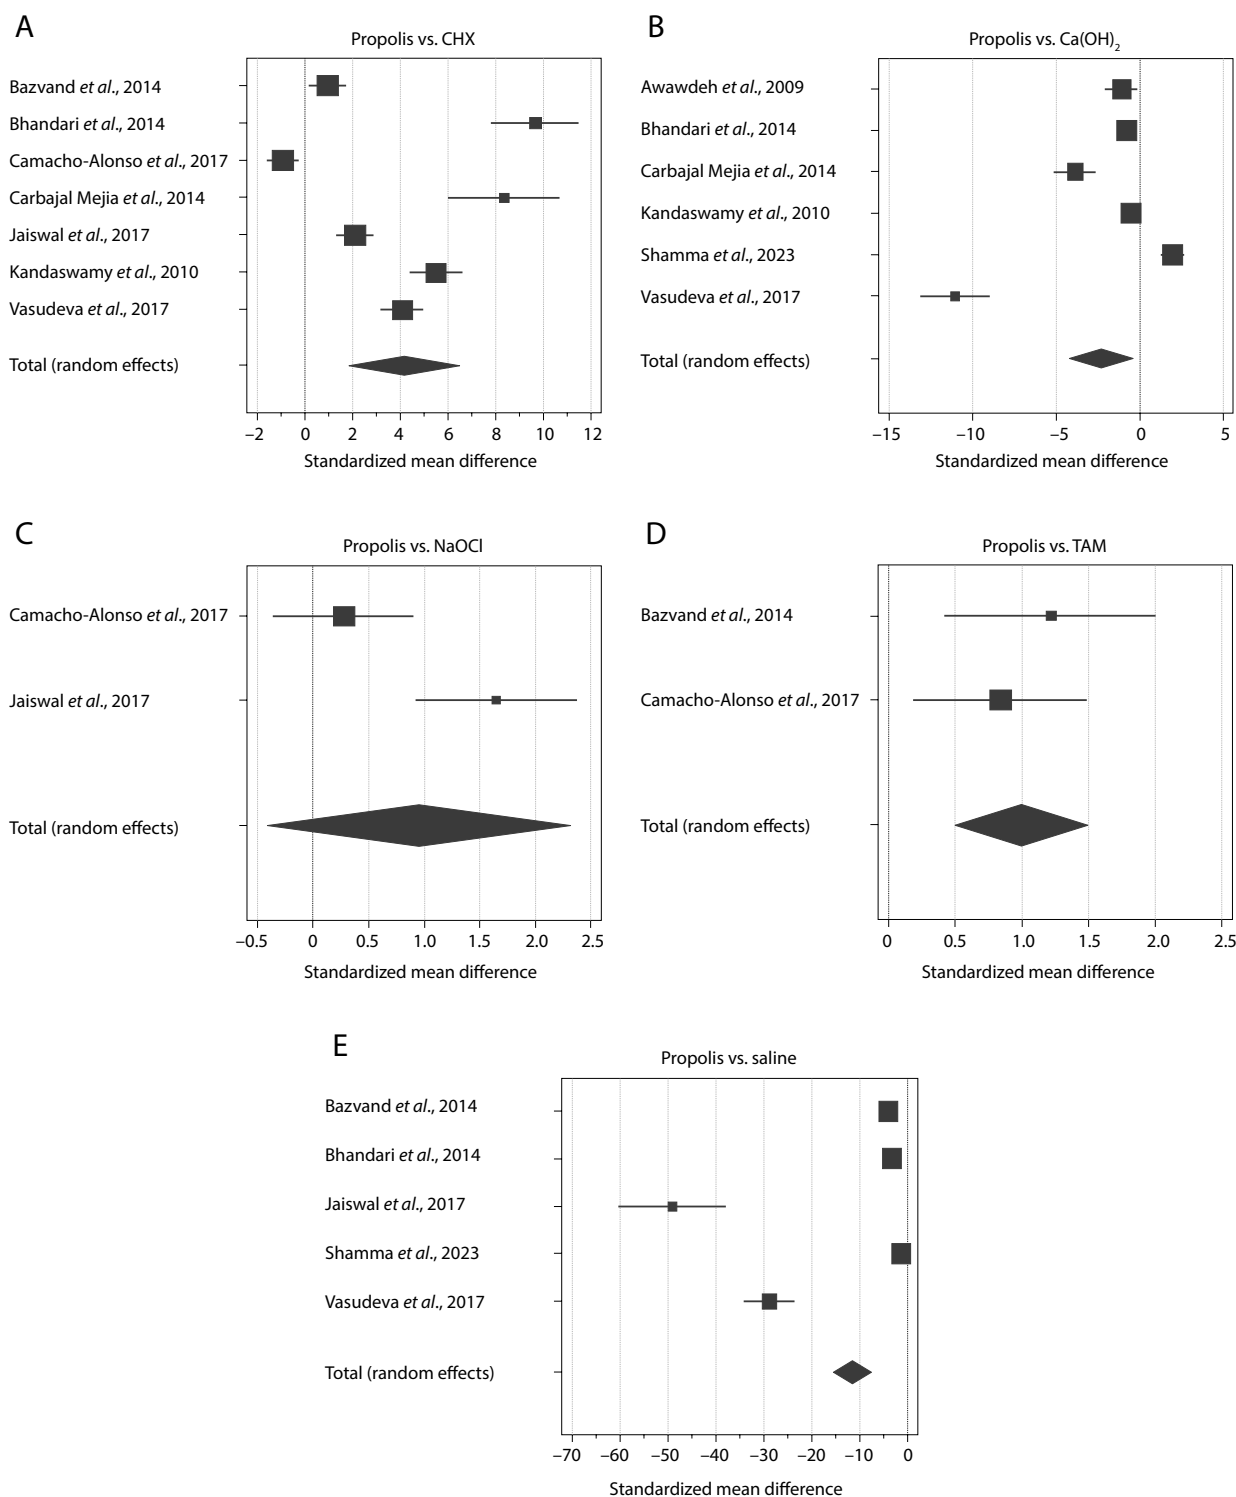 A
Propolis vs. CHX
Bazvand et al., 2014
Bhandari et al., 2014
Camacho-Alonso et al., 2017
Carbajal Mejia et al., 2014
Jaiswal et al., 2017
Kandaswamy et al., 2010
Vasudeva et al., 2017
Total (random effects)
−2 0 2 4 6 8 10 12
Standardized mean difference
B
Propolis vs. Ca(OH)₂
Awawdeh et al., 2009
Bhandari et al., 2014
Carbajal Mejia et al., 2014
Kandaswamy et al., 2010
Shamma et al., 2023
Vasudeva et al., 2017
Total (random effects)
−15 −10 −5 0 5
Standardized mean difference
C
Propolis vs. NaOCl
Camacho-Alonso et al., 2017
Jaiswal et al., 2017
Total (random effects)
−0.5 0 0.5 1.0 1.5 2.0 2.5
Standardized mean difference
D
Propolis vs. TAM
Bazvand et al., 2014
Camacho-Alonso et al., 2017
Total (random effects)
0 0.5 1.0 1.5 2.0 2.5
Standardized mean difference
E
Propolis vs. saline
Bazvand et al., 2014
Bhandari et al., 2014
Jaiswal et al., 2017
Shamma et al., 2023
Vasudeva et al., 2017
Total (random effects)
−70 −60 −50 −40 −30 −20 −10 0
Standardized mean difference